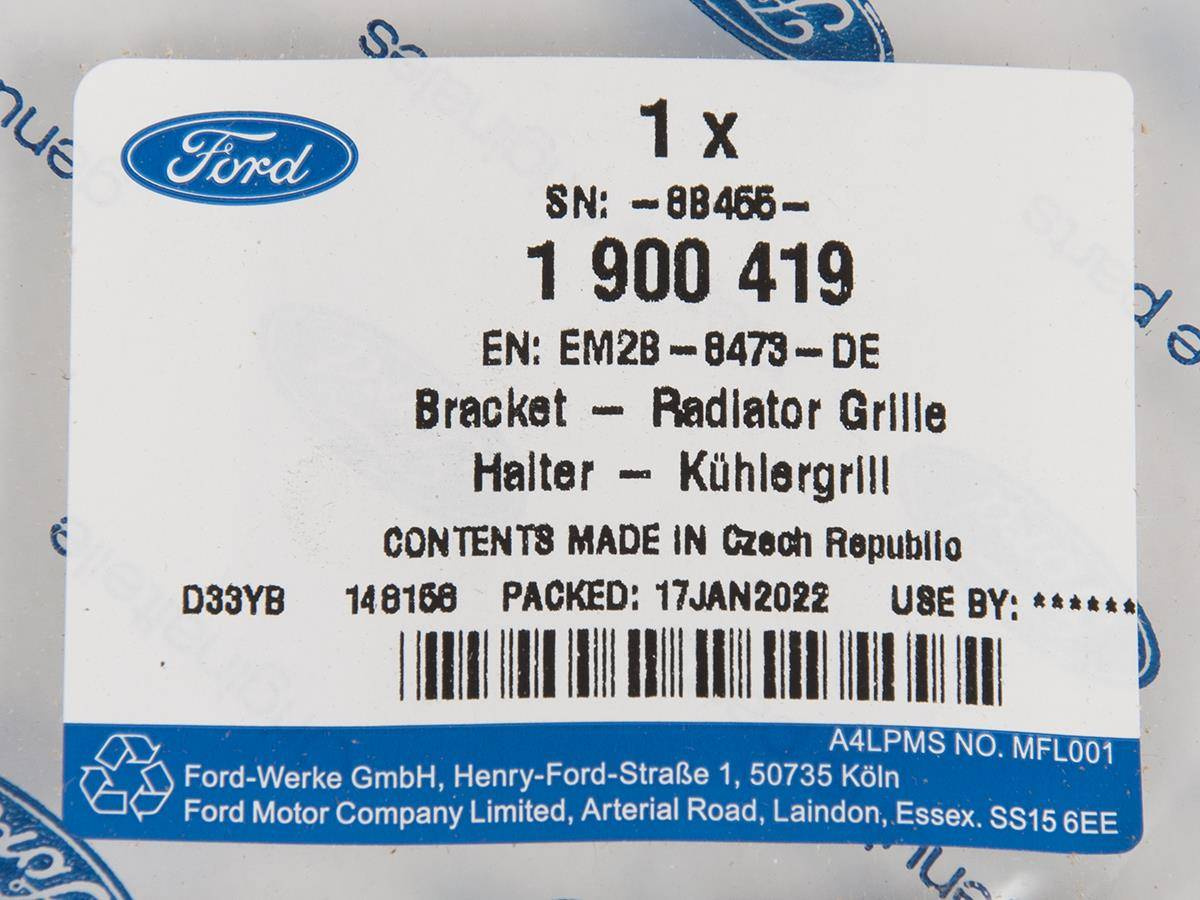 genuine
Ford
1 x
SN: -8B455-
1 900 419
EN: EM2B-8473-DE
Bracket - Radiator Grille
Halter - Kühlergrill
CONTENTS MADE IN Czech Republic
D33YB 148156 PACKED: 17JAN2022 USE BY: ******
A4LPMS NO. MFL001
Ford-Werke GmbH, Henry-Ford-Straße 1, 50735 Köln
Ford Motor Company Limited, Arterial Road, Laindon, Essex. SS15 6EE